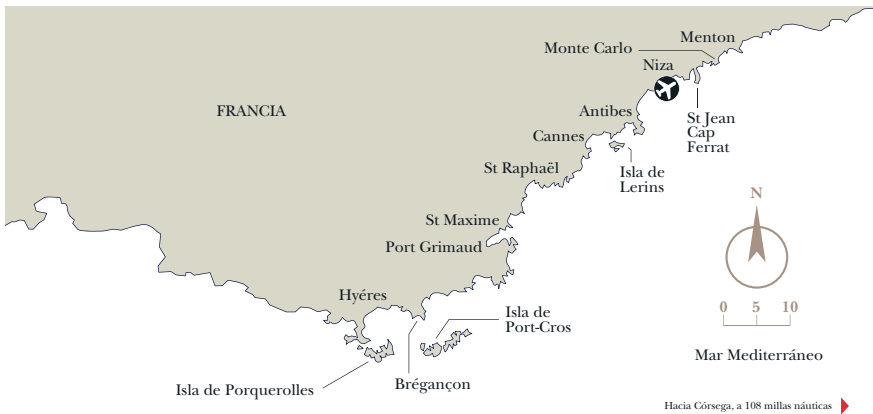 Menton
Monte Carlo
Niza
FRANCIA
Antibes
St Jean
Cap
Ferrat
Cannes
St Raphaël
Isla de
Lerins
N
St Maxime
Port Grimaud
Hyéres
0 5 10
Isla de
Port-Cros
Mar Mediterráneo
Isla de Porquerolles
Brégançon
Hacia Córsega, a 108 millas náuticas